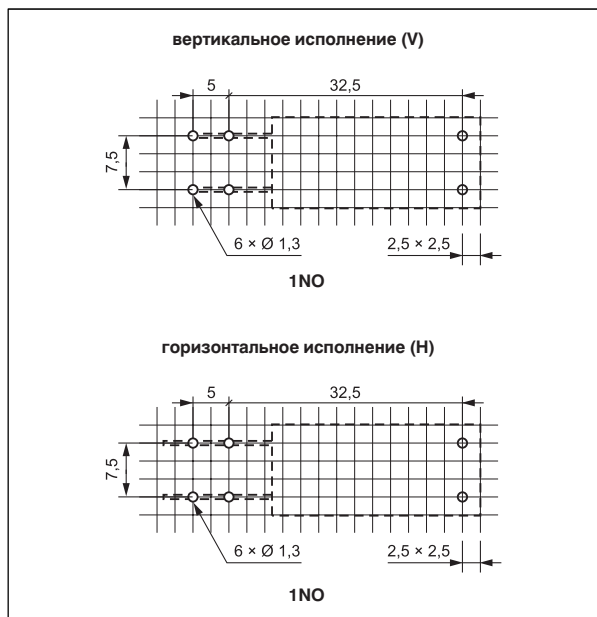 вертикальное исполнение (V)
5 32,5
7,5
6 × Ø 1,3 2,5 × 2,5
1NO
горизонтальное исполнение (H)
5 32,5
7,5
6 × Ø 1,3 2,5 × 2,5
1NO